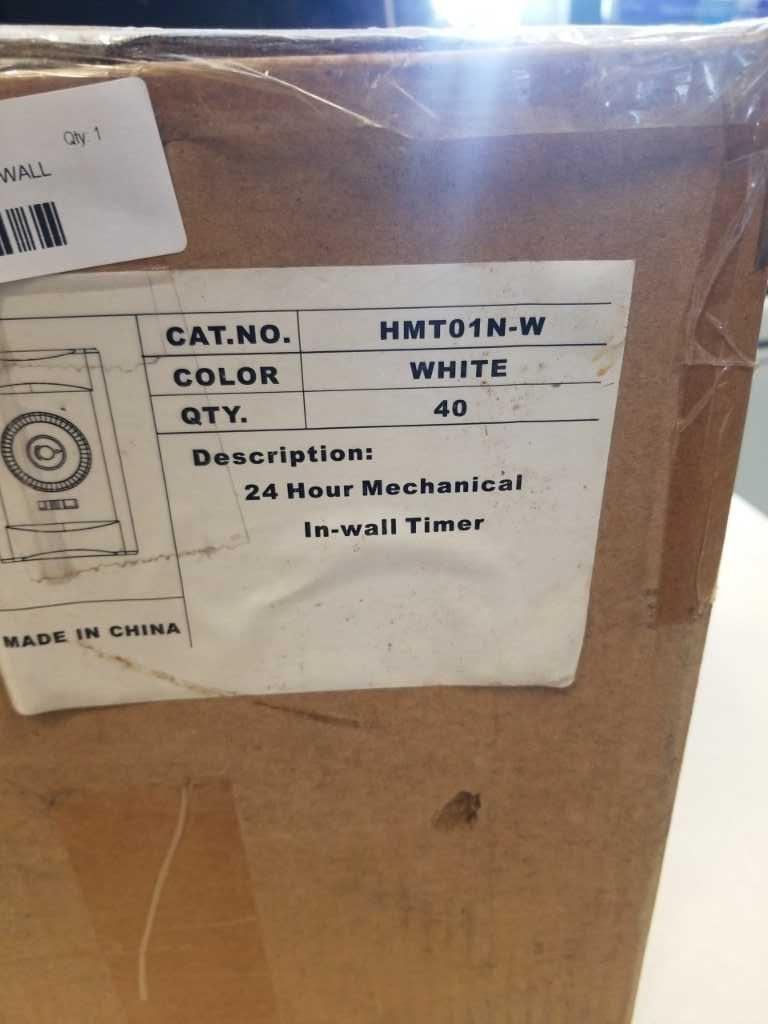 Qty: 1
WALL
CAT.NO. HMT01N-W
COLOR WHITE
QTY. 40
Description:
24 Hour Mechanical
In-wall Timer
MADE IN CHINA